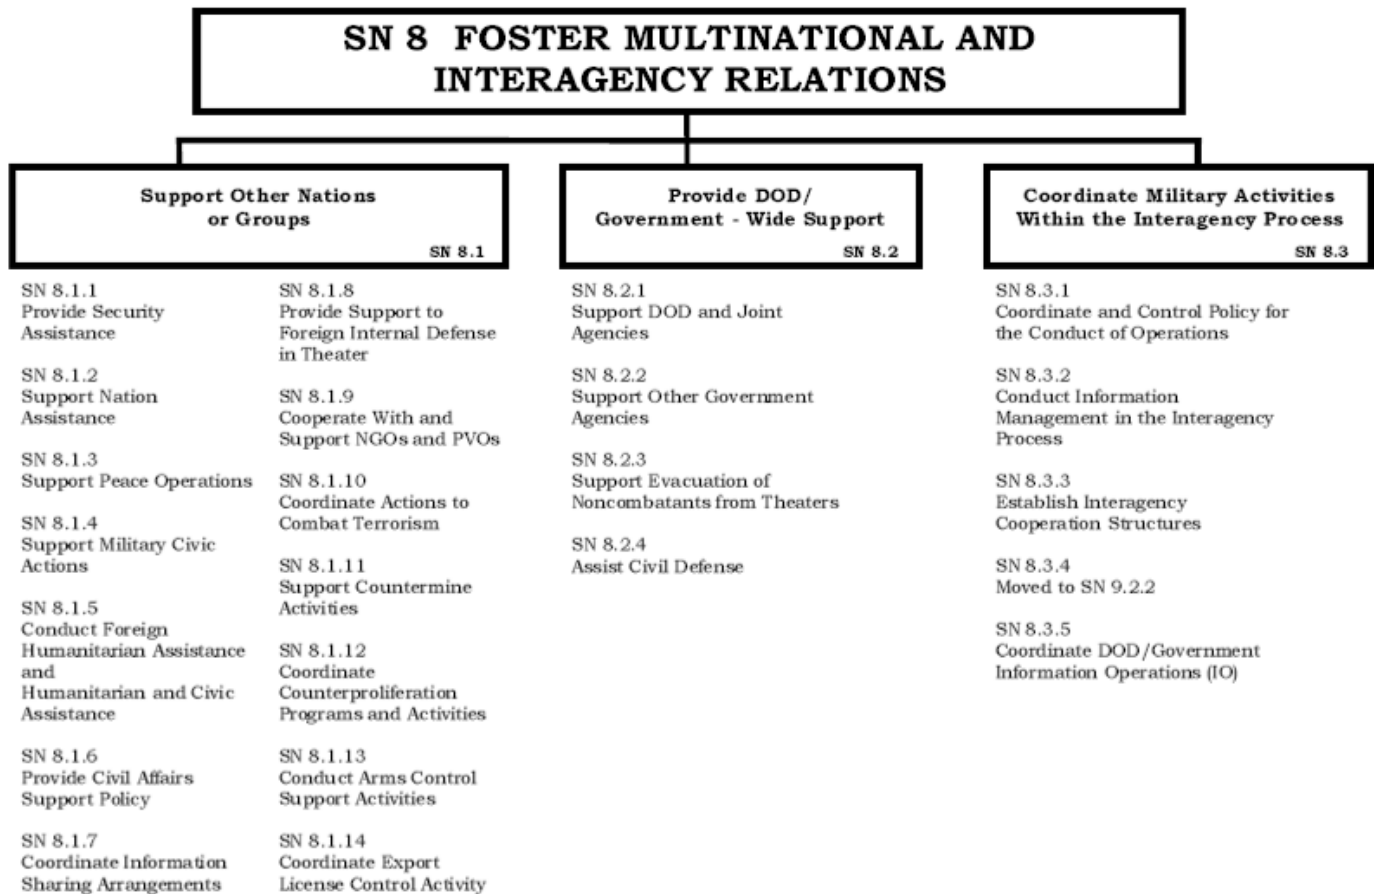 SN 8 FOSTER MULTINATIONAL AND
INTERAGENCY RELATIONS
Support Other Nations
or Groups
SN 8.1
SN 8.1.1
Provide Security
Assistance
SN 8.1.2
Support Nation
Assistance
SN 8.1.3
Support Peace Operations
SN 8.1.4
Support Military Civic
Actions
SN 8.1.5
Conduct Foreign
Humanitarian Assistance
and
Humanitarian and Civic
Assistance
SN 8.1.6
Provide Civil Affairs
Support Policy
SN 8.1.7
Coordinate Information
Sharing Arrangements
SN 8.1.8
Provide Support to
Foreign Internal Defense
in Theater
SN 8.1.9
Cooperate With and
Support NGOs and PVOs
SN 8.1.10
Coordinate Actions to
Combat Terrorism
SN 8.1.11
Support Countermine
Activities
SN 8.1.12
Coordinate
Counterproliferation
Programs and Activities
SN 8.1.13
Conduct Arms Control
Support Activities
SN 8.1.14
Coordinate Export
License Control Activity
Provide DOD/
Government - Wide Support
SN 8.2
SN 8.2.1
Support DOD and Joint
Agencies
SN 8.2.2
Support Other Government
Agencies
SN 8.2.3
Support Evacuation of
Noncombatants from Theaters
SN 8.2.4
Assist Civil Defense
Coordinate Military Activities
Within the Interagency Process
SN 8.3
SN 8.3.1
Coordinate and Control Policy for
the Conduct of Operations
SN 8.3.2
Conduct Information
Management in the Interagency
Process
SN 8.3.3
Establish Interagency
Cooperation Structures
SN 8.3.4
Moved to SN 9.2.2
SN 8.3.5
Coordinate DOD/Government
Information Operations (IO)